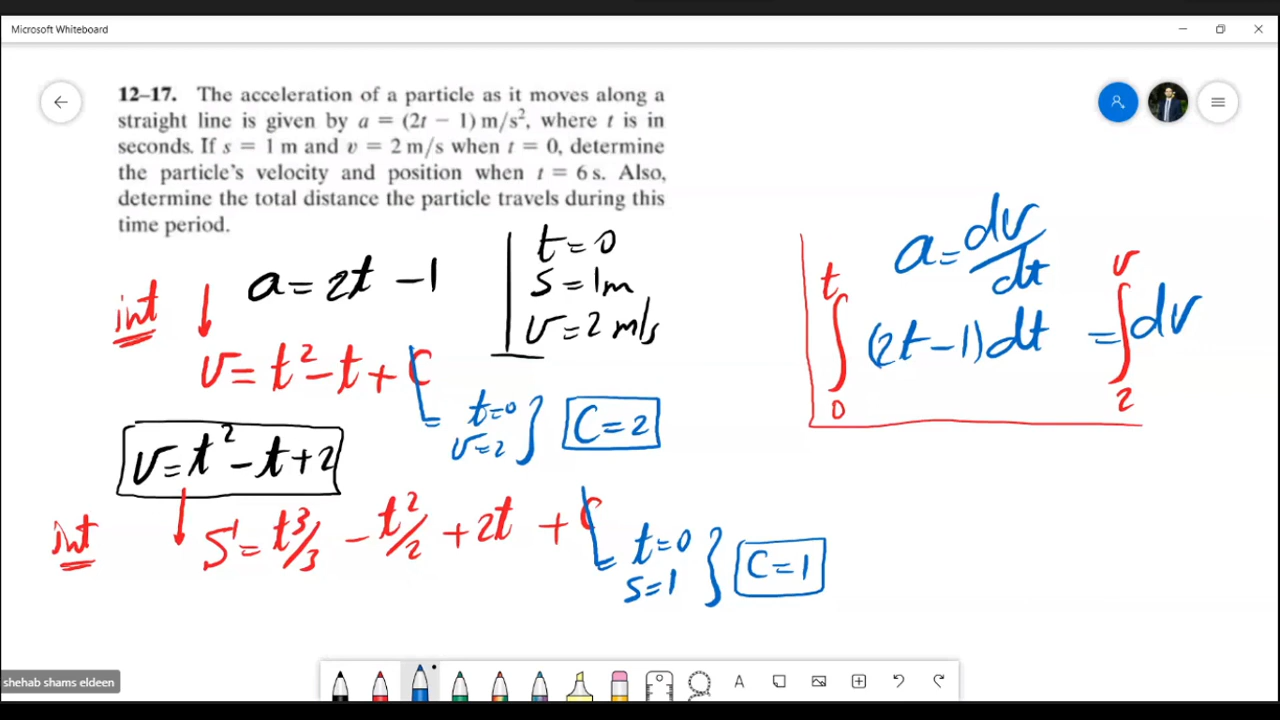 Microsoft Whiteboard
12–17. The acceleration of a particle as it moves along a
straight line is given by a = (2t − 1) m/s², where t is in
seconds. If s = 1 m and v = 2 m/s when t = 0, determine
the particle's velocity and position when t = 6 s. Also,
determine the total distance the particle travels during this
time period.
a = 2t − 1
t = 0
s = 1m
v = 2 m/s
int
v = t² − t + C
t=0
v=2
C = 2
v = t² − t + 2
int
S = t³/3 − t²/2 + 2t + C
t=0
s=1
C = 1
a = dv/dt
∫₀ᵗ (2t − 1) dt = ∫₂ᵛ dv
shehab shams eldeen
A